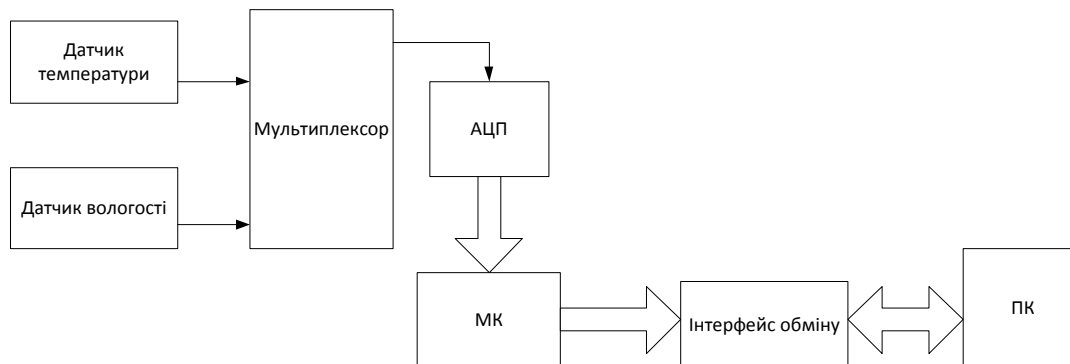 Датчик
температури
Мультиплексор
АЦП
Датчик вологості
МК
Інтерфейс обміну
ПК